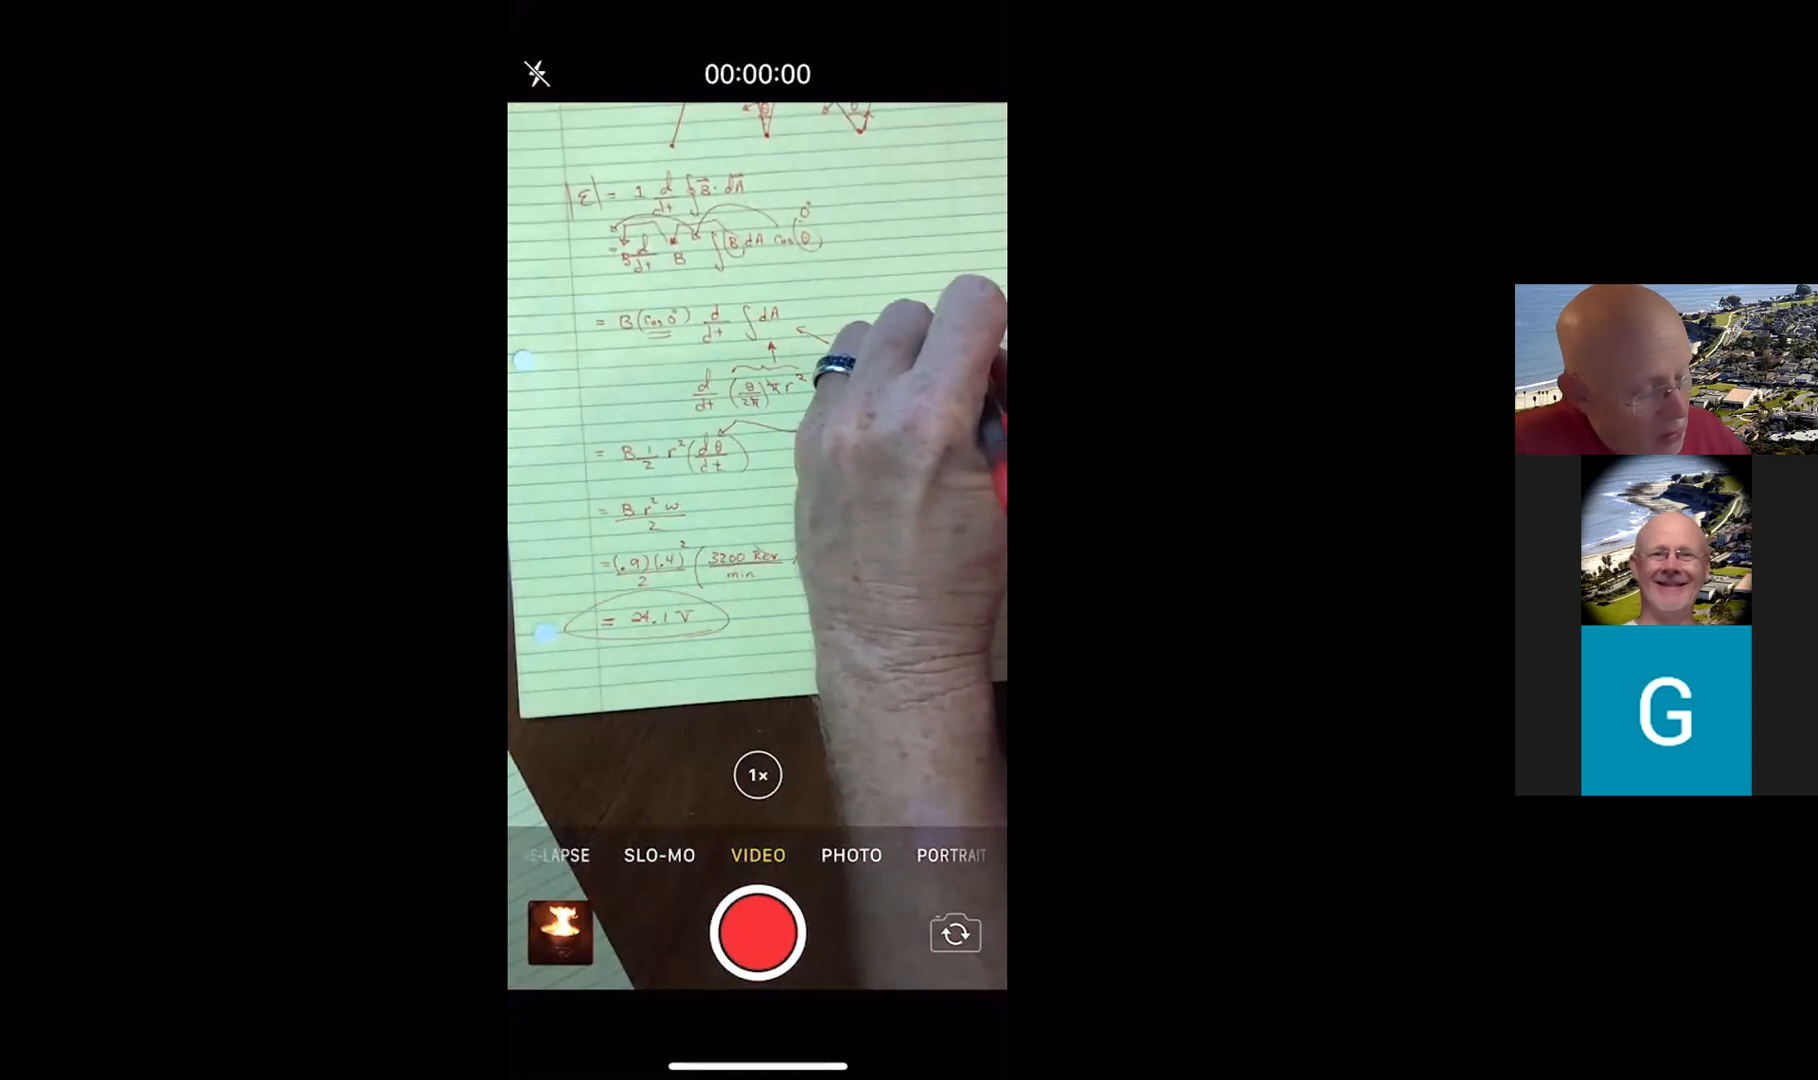 00:00:00
θ θ
|ε| = 1 d/dt ∫ B⃗ · dA⃗
0°
= B d/dt B ∫ B dA cos(θ)
= B (cos 0°) d/dt ∫ dA
d/dt (θ/2π) π r²
= B 1/2 r² (dθ/dt)
= B r² ω / 2
= (.9)(.4)² / 2 ( 3200 Rev / min
= 24.1 V
1×
E-LAPSE SLO-MO VIDEO PHOTO PORTRAIT
G